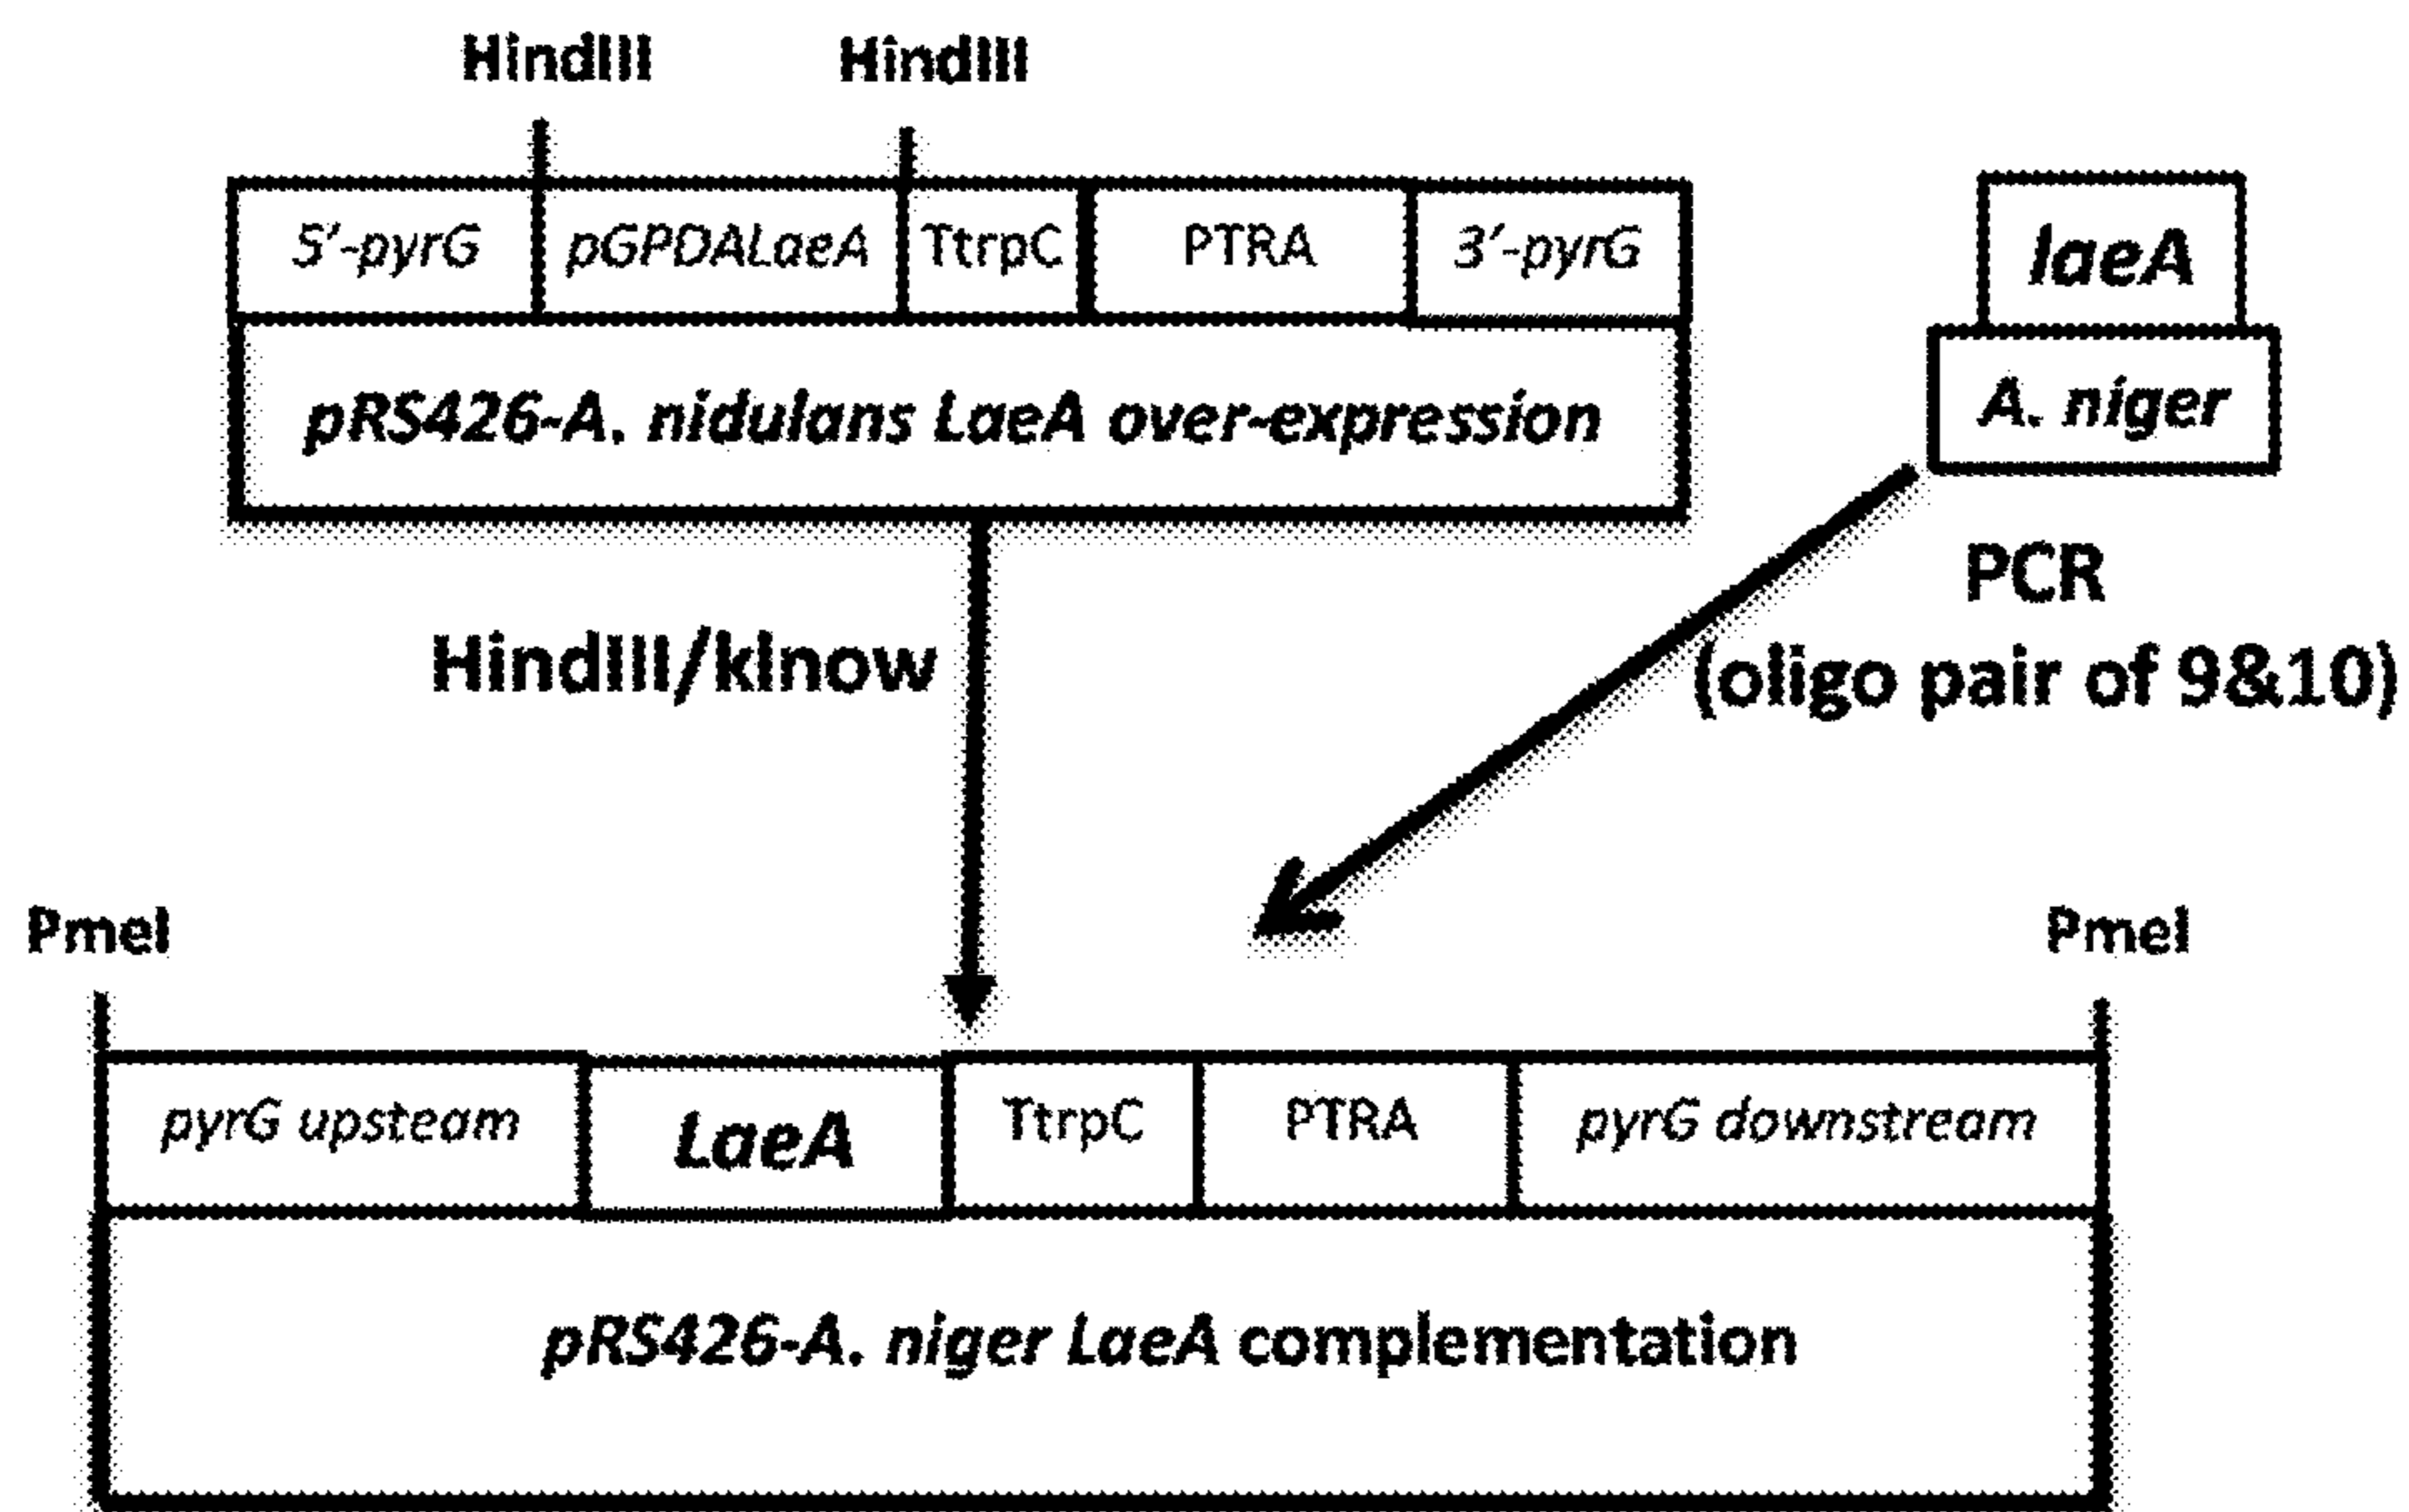 HindIII HindIII
5'-pyrG pGPDALaeA TtrpC PTRA 3'-pyrG
laeA
A. niger
pRS426-A. nidulans LaeA over-expression
PCR
(oligo pair of 9&10)
HindIII/klnow
PmeI PmeI
pyrG upsteam LaeA TtrpC PTRA pyrG downstream
pRS426-A. niger LaeA complementation